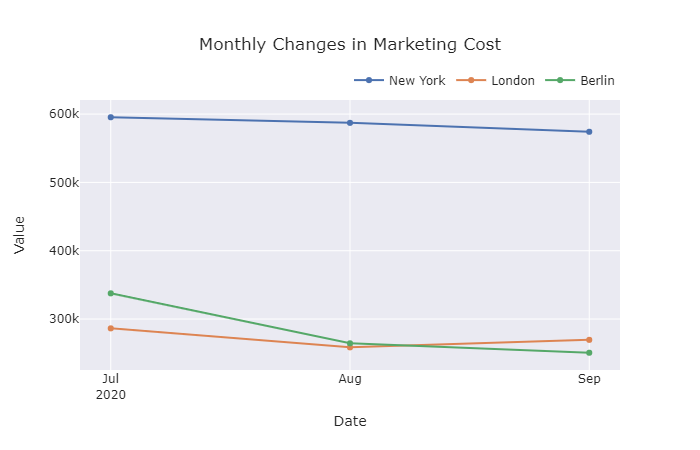 Monthly Changes in Marketing Cost
New York London Berlin
600k
500k
400k
300k
Value
Jul Aug Sep
2020
Date